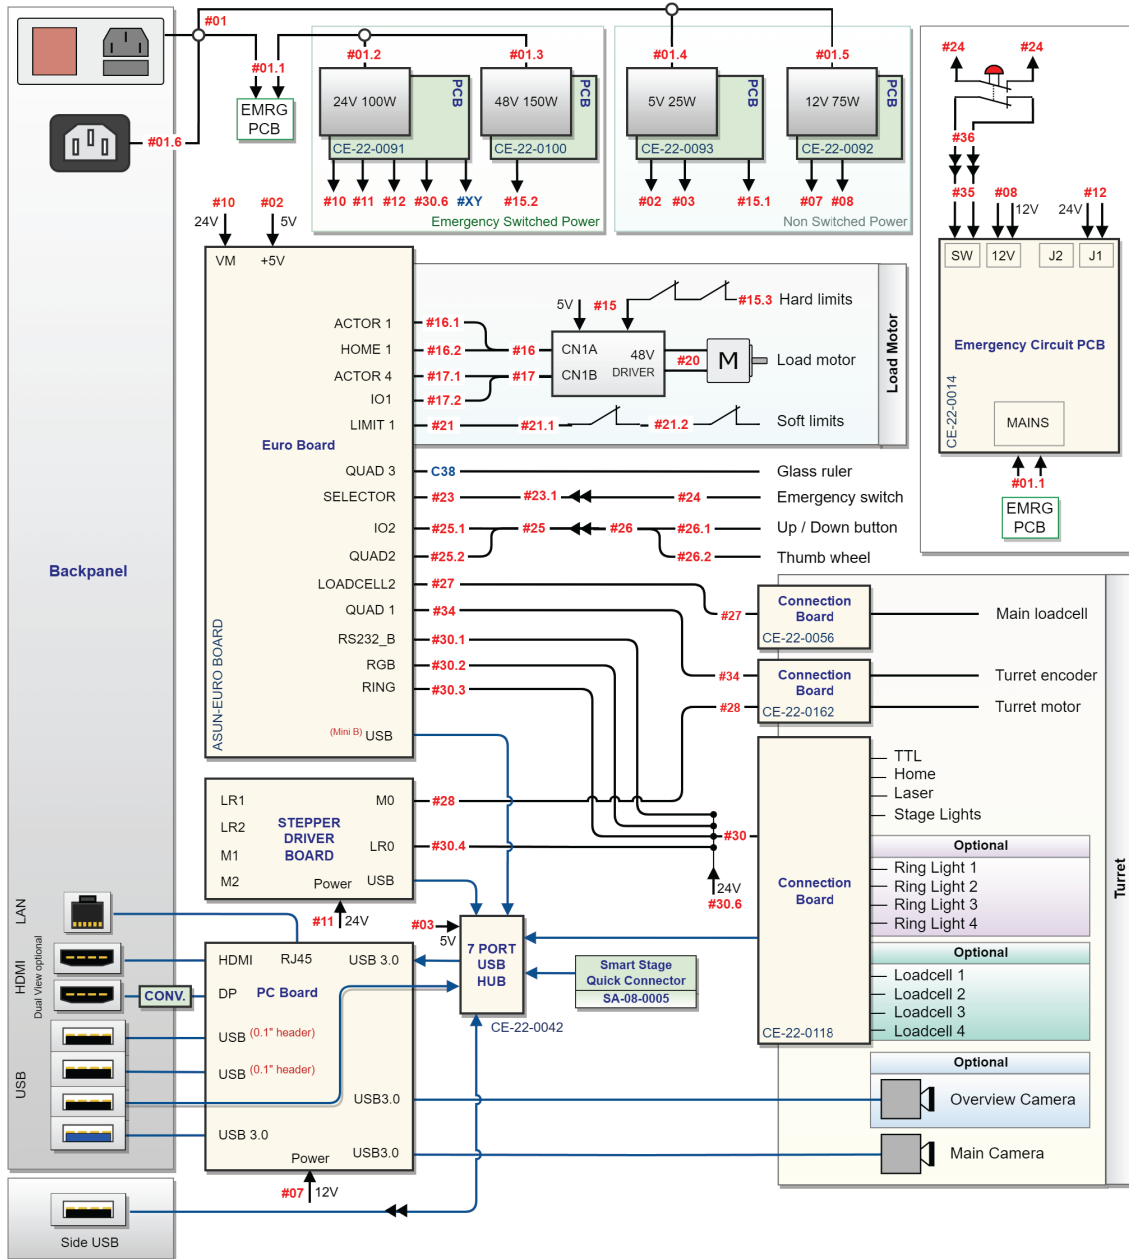 #01
#01.1
EMRG
PCB
#01.6
#01.2
#01.3
24V 100W
PCB
CE-22-0091
48V 150W
PCB
CE-22-0100
#10
#11
#12
#30.6
#XY
#15.2
Emergency Switched Power
#01.4
#01.5
5V 25W
PCB
CE-22-0093
12V 75W
PCB
CE-22-0092
#02
#03
#15.1
#07
#08
Non Switched Power
#24
#24
#36
#35
#08
12V
#12
24V
SW
12V
J2
J1
Emergency Circuit PCB
CE-22-0014
MAINS
#01.1
EMRG
PCB
Backpanel
#10
24V
#02
5V
VM
+5V
ACTOR 1
HOME 1
ACTOR 4
IO1
LIMIT 1
Euro Board
QUAD 3
SELECTOR
IO2
QUAD2
LOADCELL2
QUAD 1
RS232_B
RGB
RING
(Mini B) USB
ASUN-EURO BOARD
#16.1
#16.2
#16
#17.1
#17
#17.2
#21
#21.1
#21.2
5V
#15
#15.3
Hard limits
CN1A
CN1B
48V
DRIVER
#20
M
Load motor
Soft limits
Load Motor
C38
Glass ruler
#23
#23.1
#24
Emergency switch
#25.1
#25
#26
#26.1
Up / Down button
#25.2
#26.2
Thumb wheel
#27
#27
#34
#34
#30.1
#30.2
#30.3
#28
Connection
Board
CE-22-0056
Main loadcell
Connection
Board
CE-22-0162
Turret encoder
Turret motor
LR1
LR2
M1
M2
STEPPER
DRIVER
BOARD
M0
LR0
USB
Power
#28
#30.4
#11
24V
#30
24V
#30.6
Connection
Board
CE-22-0118
TTL
Home
Laser
Stage Lights
Optional
Ring Light 1
Ring Light 2
Ring Light 3
Ring Light 4
Optional
Loadcell 1
Loadcell 2
Loadcell 3
Loadcell 4
Optional
Overview Camera
Main Camera
Turret
#03
5V
7 PORT
USB
HUB
CE-22-0042
Smart Stage
Quick Connector
SA-08-0005
LAN
HDMI
Dual View optional
CONV.
USB
HDMI
RJ45
USB 3.0
DP
PC Board
USB (0.1" header)
USB (0.1" header)
USB3.0
USB 3.0
USB3.0
Power
#07
12V
Side USB